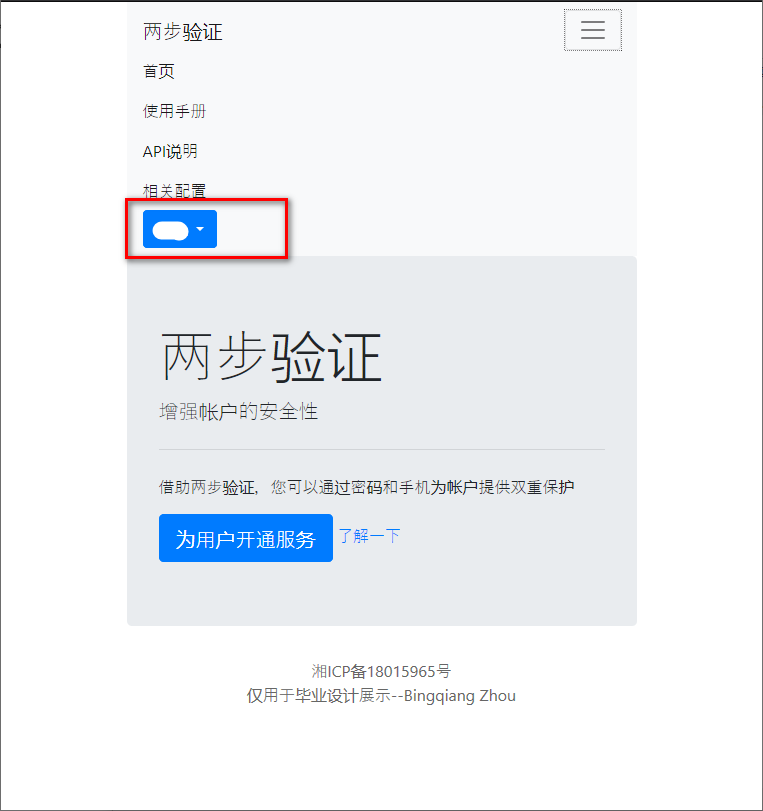 两步验证
首页
使用手册
API说明
相关配置
两步验证
增强帐户的安全性
借助两步验证，您可以通过密码和手机为帐户提供双重保护
为用户开通服务 了解一下
湘ICP备18015965号
仅用于毕业设计展示--Bingqiang Zhou